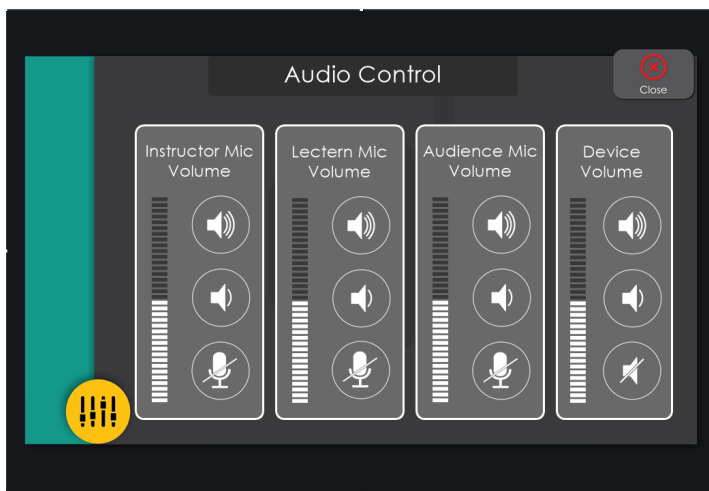 Audio Control
Close
Instructor Mic
Volume
Lectern Mic
Volume
Audience Mic
Volume
Device
Volume